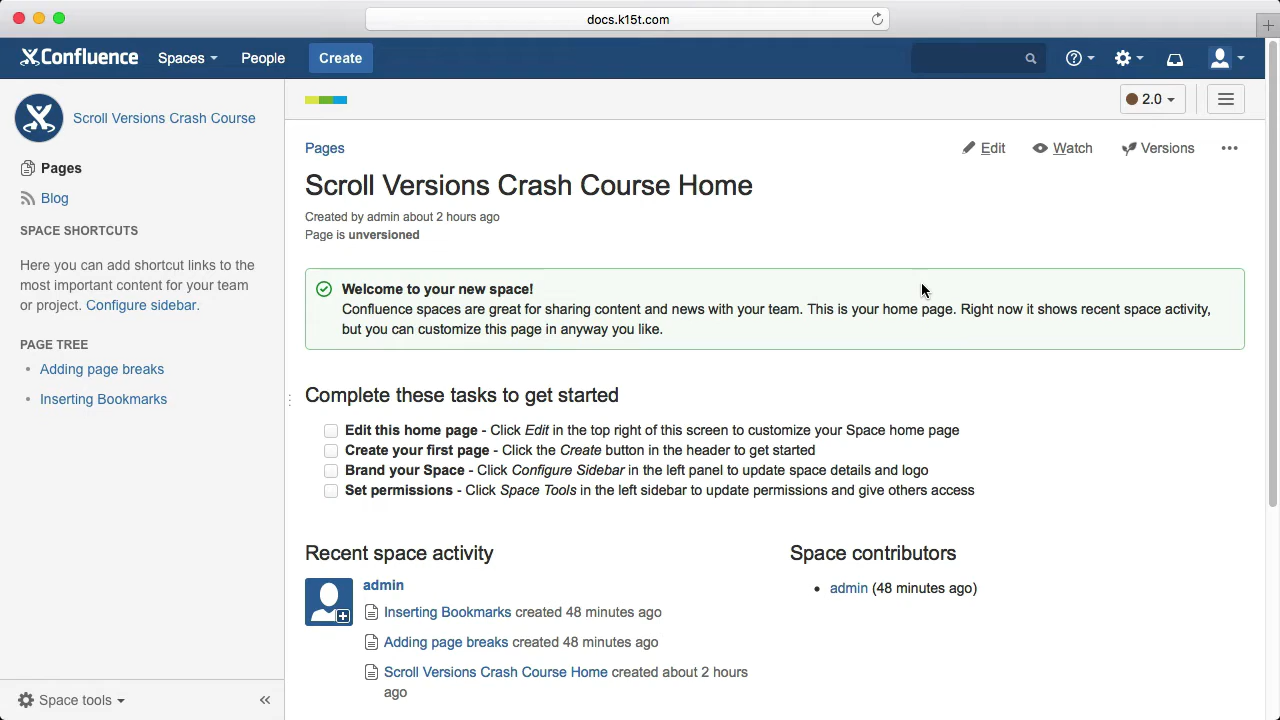 docs.k15t.com
Confluence Spaces People Create
Scroll Versions Crash Course
2.0
Pages
Blog
SPACE SHORTCUTS
Here you can add shortcut links to the
most important content for your team
or project. Configure sidebar.
PAGE TREE
Adding page breaks
Inserting Bookmarks
Space tools
Pages
Edit Watch Versions
Scroll Versions Crash Course Home
Created by admin about 2 hours ago
Page is unversioned
Welcome to your new space!
Confluence spaces are great for sharing content and news with your team. This is your home page. Right now it shows recent space activity,
but you can customize this page in anyway you like.
Complete these tasks to get started
Edit this home page - Click Edit in the top right of this screen to customize your Space home page
Create your first page - Click the Create button in the header to get started
Brand your Space - Click Configure Sidebar in the left panel to update space details and logo
Set permissions - Click Space Tools in the left sidebar to update permissions and give others access
Recent space activity
admin
Inserting Bookmarks created 48 minutes ago
Adding page breaks created 48 minutes ago
Scroll Versions Crash Course Home created about 2 hours
ago
Space contributors
admin (48 minutes ago)